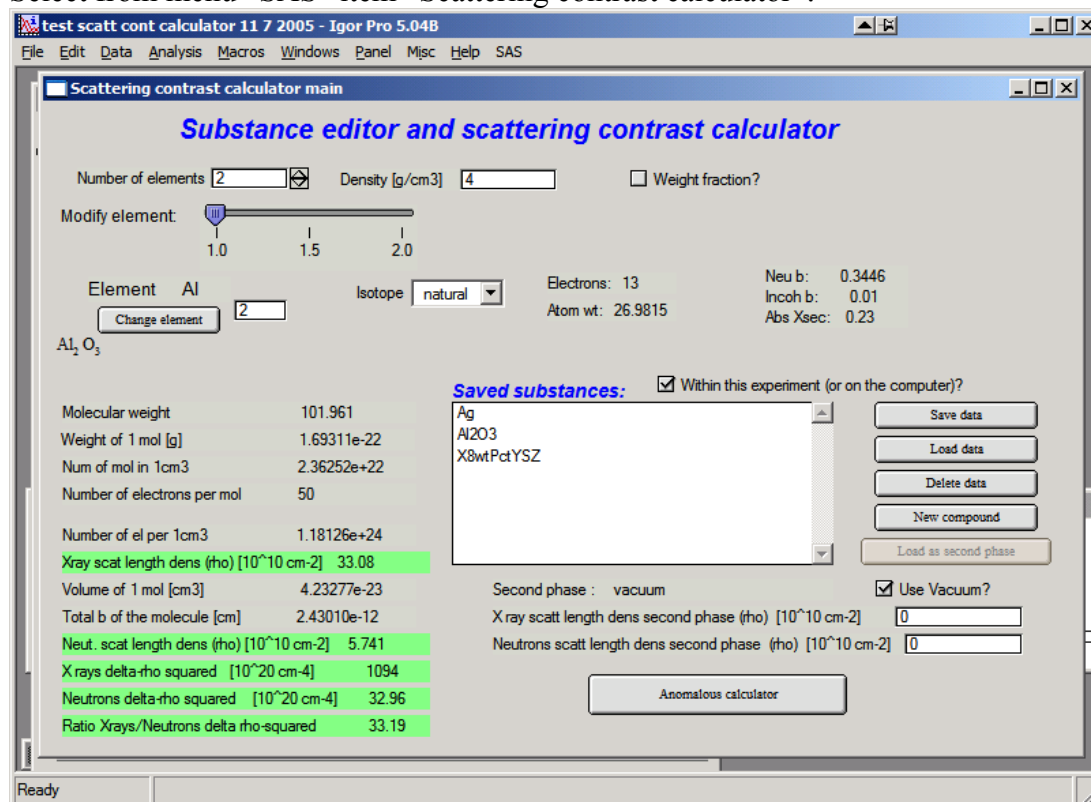 Select from menu "SAS" item "Scattering contrast calculator".
test scatt cont calculator 11 7 2005 - Igor Pro 5.04B
File Edit Data Analysis Macros Windows Panel Misc Help SAS
Scattering contrast calculator main
Substance editor and scattering contrast calculator
Number of elements 2 Density [g/cm3] 4 Weight fraction?
Modify element:
1.0 1.5 2.0
Element Al
Change element 2
Isotope natural
Electrons: 13
Atom wt: 26.9815
Neu b: 0.3446
Incoh b: 0.01
Abs Xsec: 0.23
Al2 O3
Saved substances: Within this experiment (or on the computer)?
Ag
Al2O3
X8wtPctYSZ
Save data
Load data
Delete data
New compound
Load as second phase
Molecular weight 101.961
Weight of 1 mol [g] 1.69311e-22
Num of mol in 1cm3 2.36252e+22
Number of electrons per mol 50
Number of el per 1cm3 1.18126e+24
Xray scat length dens (rho) [10^10 cm-2] 33.08
Volume of 1 mol [cm3] 4.23277e-23
Total b of the molecule [cm] 2.43010e-12
Neut. scat length dens (rho) [10^10 cm-2] 5.741
X rays delta-rho squared [10^20 cm-4] 1094
Neutrons delta-rho squared [10^20 cm-4] 32.96
Ratio Xrays/Neutrons delta rho-squared 33.19
Second phase : vacuum Use Vacuum?
X ray scatt length dens second phase (rho) [10^10 cm-2] 0
Neutrons scatt length dens second phase (rho) [10^10 cm-2] 0
Anomalous calculator
Ready